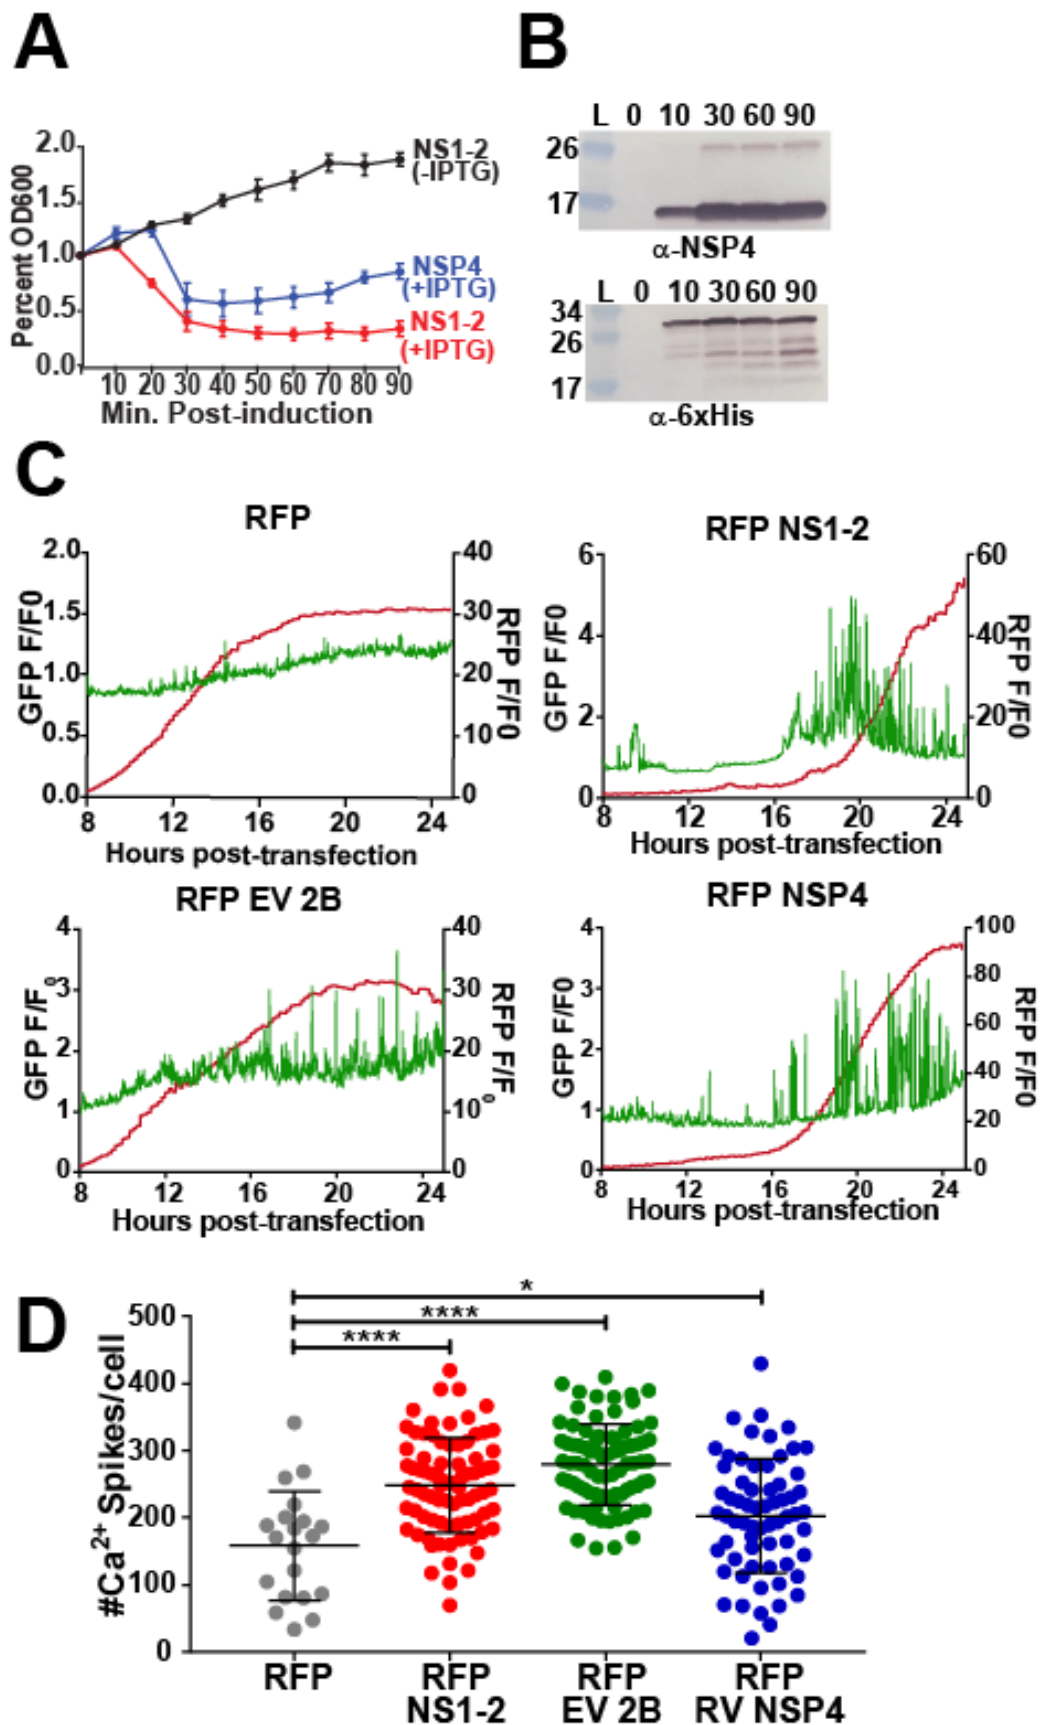 A
Percent OD600
2.0
1.5
1.0
0.5
0.0
NS1-2
(-IPTG)
NSP4
(+IPTG)
NS1-2
(+IPTG)
10 20 30 40 50 60 70 80 90
Min. Post-induction
B
L 0 10 30 60 90
26
17
α-NSP4
L 0 10 30 60 90
34
26
17
α-6xHis
C
RFP
GFP F/F0
2.0
1.5
1.0
0.5
0.0
40
30
20
10
0
RFP F/F0
8 12 16 20 24
Hours post-transfection
RFP NS1-2
GFP F/F0
6
4
2
0
60
40
20
0
RFP F/F0
8 12 16 20 24
Hours post-transfection
RFP EV 2B
GFP F/F0
4
3
2
1
0
40
30
20
10
0
RFP F/F0
8 12 16 20 24
Hours post-transfection
RFP NSP4
GFP F/F0
4
3
2
1
0
100
80
60
40
20
0
RFP F/F0
8 12 16 20 24
Hours post-transfection
D
#Ca2+ Spikes/cell
500
400
300
200
100
0
*
****
****
RFP
RFP
NS1-2
RFP
EV 2B
RFP
RV NSP4